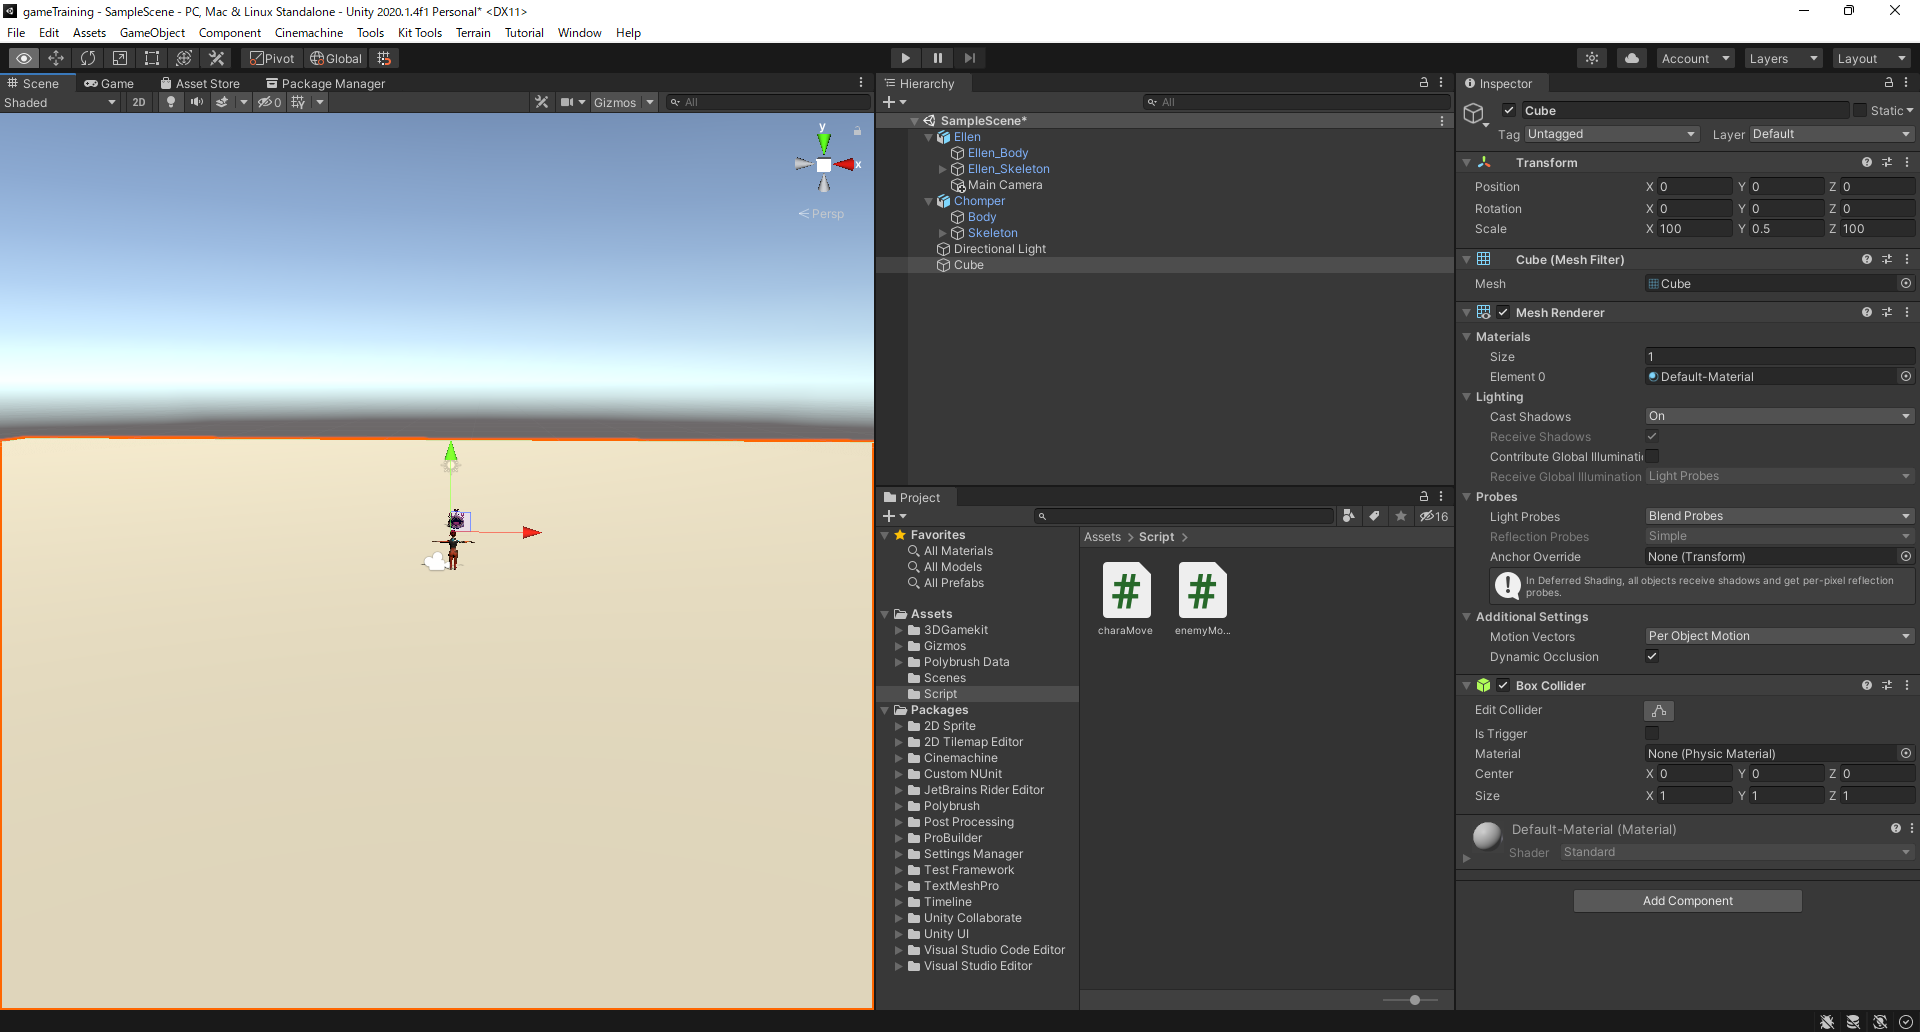 gameTraining - SampleScene - PC, Mac & Linux Standalone - Unity 2020.1.4f1 Personal* <DX11>
File Edit Assets GameObject Component Cinemachine Tools Kit Tools Terrain Tutorial Window Help
Pivot Global Account Layers Layout
Scene Game Asset Store Package Manager
Shaded 2D 0 Gizmos All
y
x
Persp
Hierarchy
All
SampleScene*
Ellen
Ellen_Body
Ellen_Skeleton
Main Camera
Chomper
Body
Skeleton
Directional Light
Cube
Project
16
Favorites
All Materials
All Models
All Prefabs
Assets
3DGamekit
Gizmos
Polybrush Data
Scenes
Script
Packages
2D Sprite
2D Tilemap Editor
Cinemachine
Custom NUnit
JetBrains Rider Editor
Polybrush
Post Processing
ProBuilder
Settings Manager
Test Framework
TextMeshPro
Timeline
Unity Collaborate
Unity UI
Visual Studio Code Editor
Visual Studio Editor
Assets > Script >
# #
charaMove enemyMo...
Inspector
Cube Static
Tag Untagged Layer Default
Transform
Position X 0 Y 0 Z 0
Rotation X 0 Y 0 Z 0
Scale X 100 Y 0.5 Z 100
Cube (Mesh Filter)
Mesh Cube
Mesh Renderer
Materials
Size 1
Element 0 Default-Material
Lighting
Cast Shadows On
Receive Shadows
Contribute Global Illuminati
Receive Global Illumination Light Probes
Probes
Light Probes Blend Probes
Reflection Probes Simple
Anchor Override None (Transform)
In Deferred Shading, all objects receive shadows and get per-pixel reflection
probes.
Additional Settings
Motion Vectors Per Object Motion
Dynamic Occlusion
Box Collider
Edit Collider
Is Trigger
Material None (Physic Material)
Center X 0 Y 0 Z 0
Size X 1 Y 1 Z 1
Default-Material (Material)
Shader Standard
Add Component